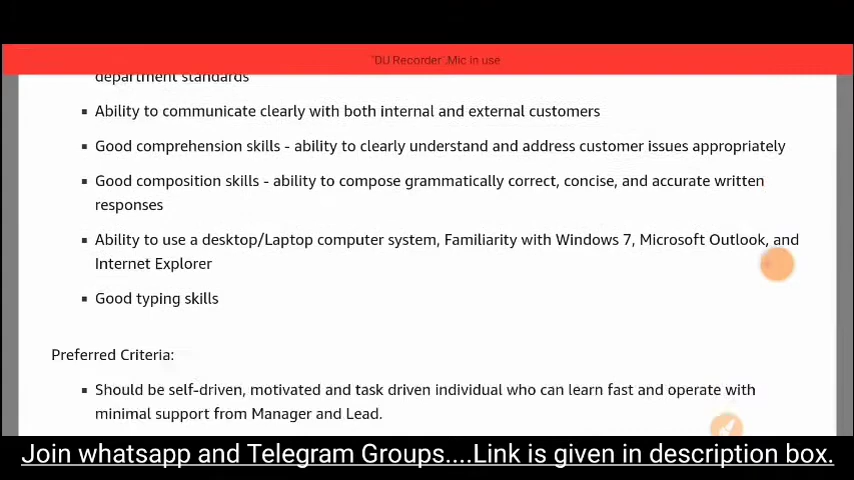 "DU Recorder".Mic in use
department standards
▪ Ability to communicate clearly with both internal and external customers
▪ Good comprehension skills - ability to clearly understand and address customer issues appropriately
▪ Good composition skills - ability to compose grammatically correct, concise, and accurate written
responses
▪ Ability to use a desktop/Laptop computer system, Familiarity with Windows 7, Microsoft Outlook, and
Internet Explorer
▪ Good typing skills
Preferred Criteria:
▪ Should be self-driven, motivated and task driven individual who can learn fast and operate with
minimal support from Manager and Lead.
Join whatsapp and Telegram Groups....Link is given in description box.